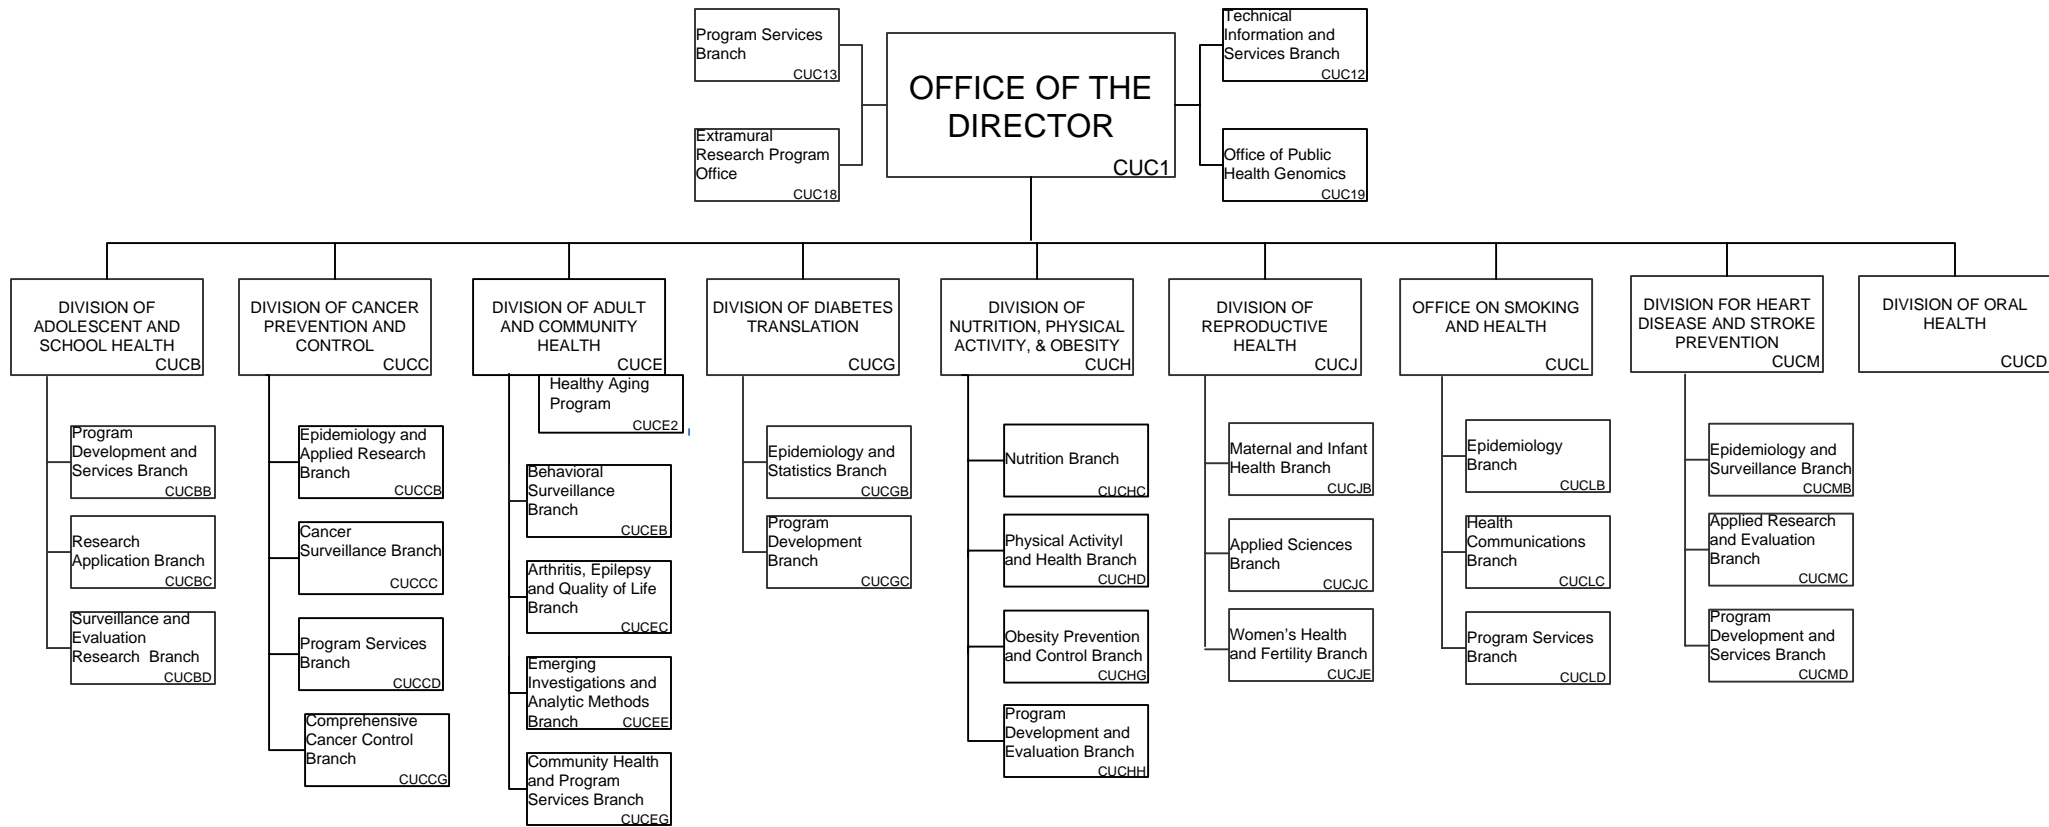 Program Services
Branch
CUC13
Extramural
Research Program
Office
CUC18
OFFICE OF THE
DIRECTOR
CUC1
Technical
Information and
Services Branch
CUC12
Office of Public
Health Genomics
CUC19
DIVISION OF
ADOLESCENT AND
SCHOOL HEALTH
CUCB
Program
Development and
Services Branch
CUCBB
Research
Application Branch
CUCBC
Surveillance and
Evaluation
Research Branch
CUCBD
DIVISION OF CANCER
PREVENTION AND
CONTROL
CUCC
Epidemiology and
Applied Research
Branch
CUCCB
Cancer
Surveillance Branch
CUCCC
Program Services
Branch
CUCCD
Comprehensive
Cancer Control
Branch
CUCCG
DIVISION OF ADULT
AND COMMUNITY
HEALTH
CUCE
Healthy Aging
Program
CUCE2
Behavioral
Surveillance
Branch
CUCEB
Arthritis, Epilepsy
and Quality of Life
Branch
CUCEC
Emerging
Investigations and
Analytic Methods
Branch CUCEE
Community Health
and Program
Services Branch
CUCEG
DIVISION OF DIABETES
TRANSLATION
CUCG
Epidemiology and
Statistics Branch
CUCGB
Program
Development
Branch
CUCGC
DIVISION OF
NUTRITION, PHYSICAL
ACTIVITY, & OBESITY
CUCH
Nutrition Branch
CUCHC
Physical Activityl
and Health Branch
CUCHD
Obesity Prevention
and Control Branch
CUCHG
Program
Development and
Evaluation Branch
CUCHH
DIVISION OF
REPRODUCTIVE
HEALTH
CUCJ
Maternal and Infant
Health Branch
CUCJB
Applied Sciences
Branch
CUCJC
Women’s Health
and Fertility Branch
CUCJE
OFFICE ON SMOKING
AND HEALTH
CUCL
Epidemiology
Branch
CUCLB
Health
Communications
Branch
CUCLC
Program Services
Branch
CUCLD
DIVISION FOR HEART
DISEASE AND STROKE
PREVENTION
CUCM
Epidemiology and
Surveillance Branch
CUCMB
Applied Research
and Evaluation
Branch
CUCMC
Program
Development and
Services Branch
CUCMD
DIVISION OF ORAL
HEALTH
CUCD